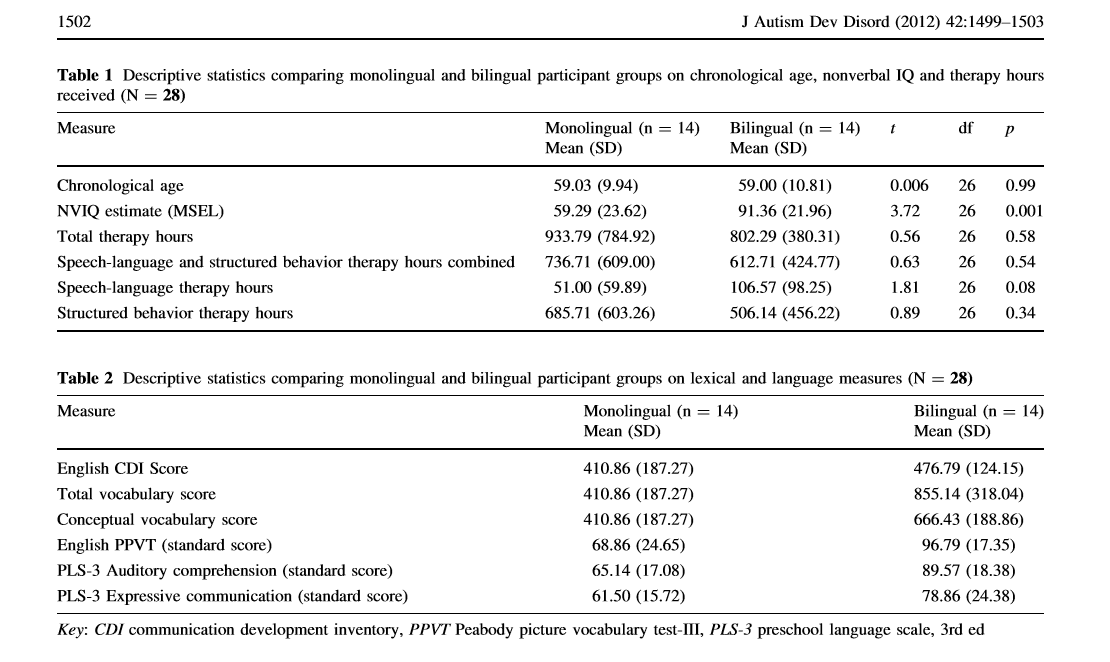 1502 J Autism Dev Disord (2012) 42:1499–1503
Table 1 Descriptive statistics comparing monolingual and bilingual participant groups on chronological age, nonverbal IQ and therapy hours
received (N = 28)
Measure Monolingual (n = 14) Bilingual (n = 14) t df p
Mean (SD) Mean (SD)
Chronological age 59.03 (9.94) 59.00 (10.81) 0.006 26 0.99
NVIQ estimate (MSEL) 59.29 (23.62) 91.36 (21.96) 3.72 26 0.001
Total therapy hours 933.79 (784.92) 802.29 (380.31) 0.56 26 0.58
Speech-language and structured behavior therapy hours combined 736.71 (609.00) 612.71 (424.77) 0.63 26 0.54
Speech-language therapy hours 51.00 (59.89) 106.57 (98.25) 1.81 26 0.08
Structured behavior therapy hours 685.71 (603.26) 506.14 (456.22) 0.89 26 0.34
Table 2 Descriptive statistics comparing monolingual and bilingual participant groups on lexical and language measures (N = 28)
Measure Monolingual (n = 14) Bilingual (n = 14)
Mean (SD) Mean (SD)
English CDI Score 410.86 (187.27) 476.79 (124.15)
Total vocabulary score 410.86 (187.27) 855.14 (318.04)
Conceptual vocabulary score 410.86 (187.27) 666.43 (188.86)
English PPVT (standard score) 68.86 (24.65) 96.79 (17.35)
PLS-3 Auditory comprehension (standard score) 65.14 (17.08) 89.57 (18.38)
PLS-3 Expressive communication (standard score) 61.50 (15.72) 78.86 (24.38)
Key: CDI communication development inventory, PPVT Peabody picture vocabulary test-III, PLS-3 preschool language scale, 3rd ed